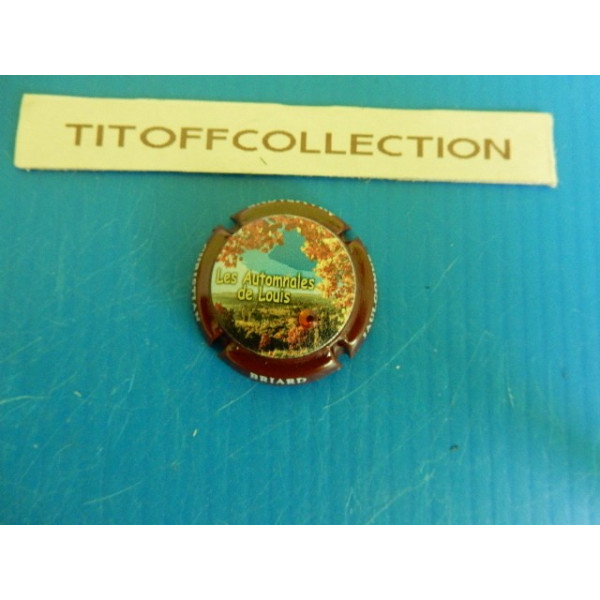 TITOFFCOLLECTION
Les Automnales
de Louis
BRIARD